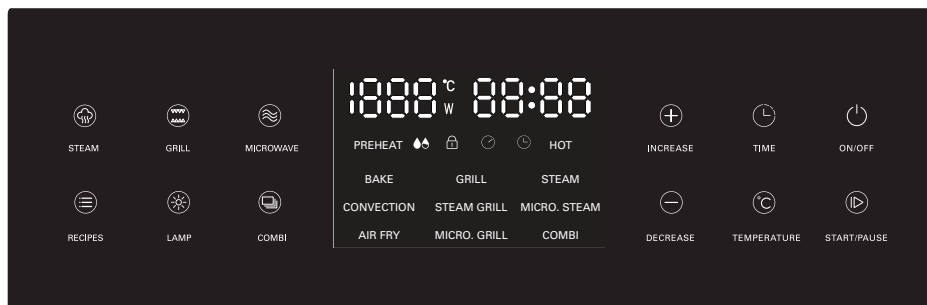 1888 °C W 88:88
PREHEAT HOT
BAKE GRILL STEAM
CONVECTION STEAM GRILL MICRO. STEAM
AIR FRY MICRO. GRILL COMBI
STEAM GRILL MICROWAVE
RECIPES LAMP COMBI
INCREASE TIME ON/OFF
°C
DECREASE TEMPERATURE START/PAUSE